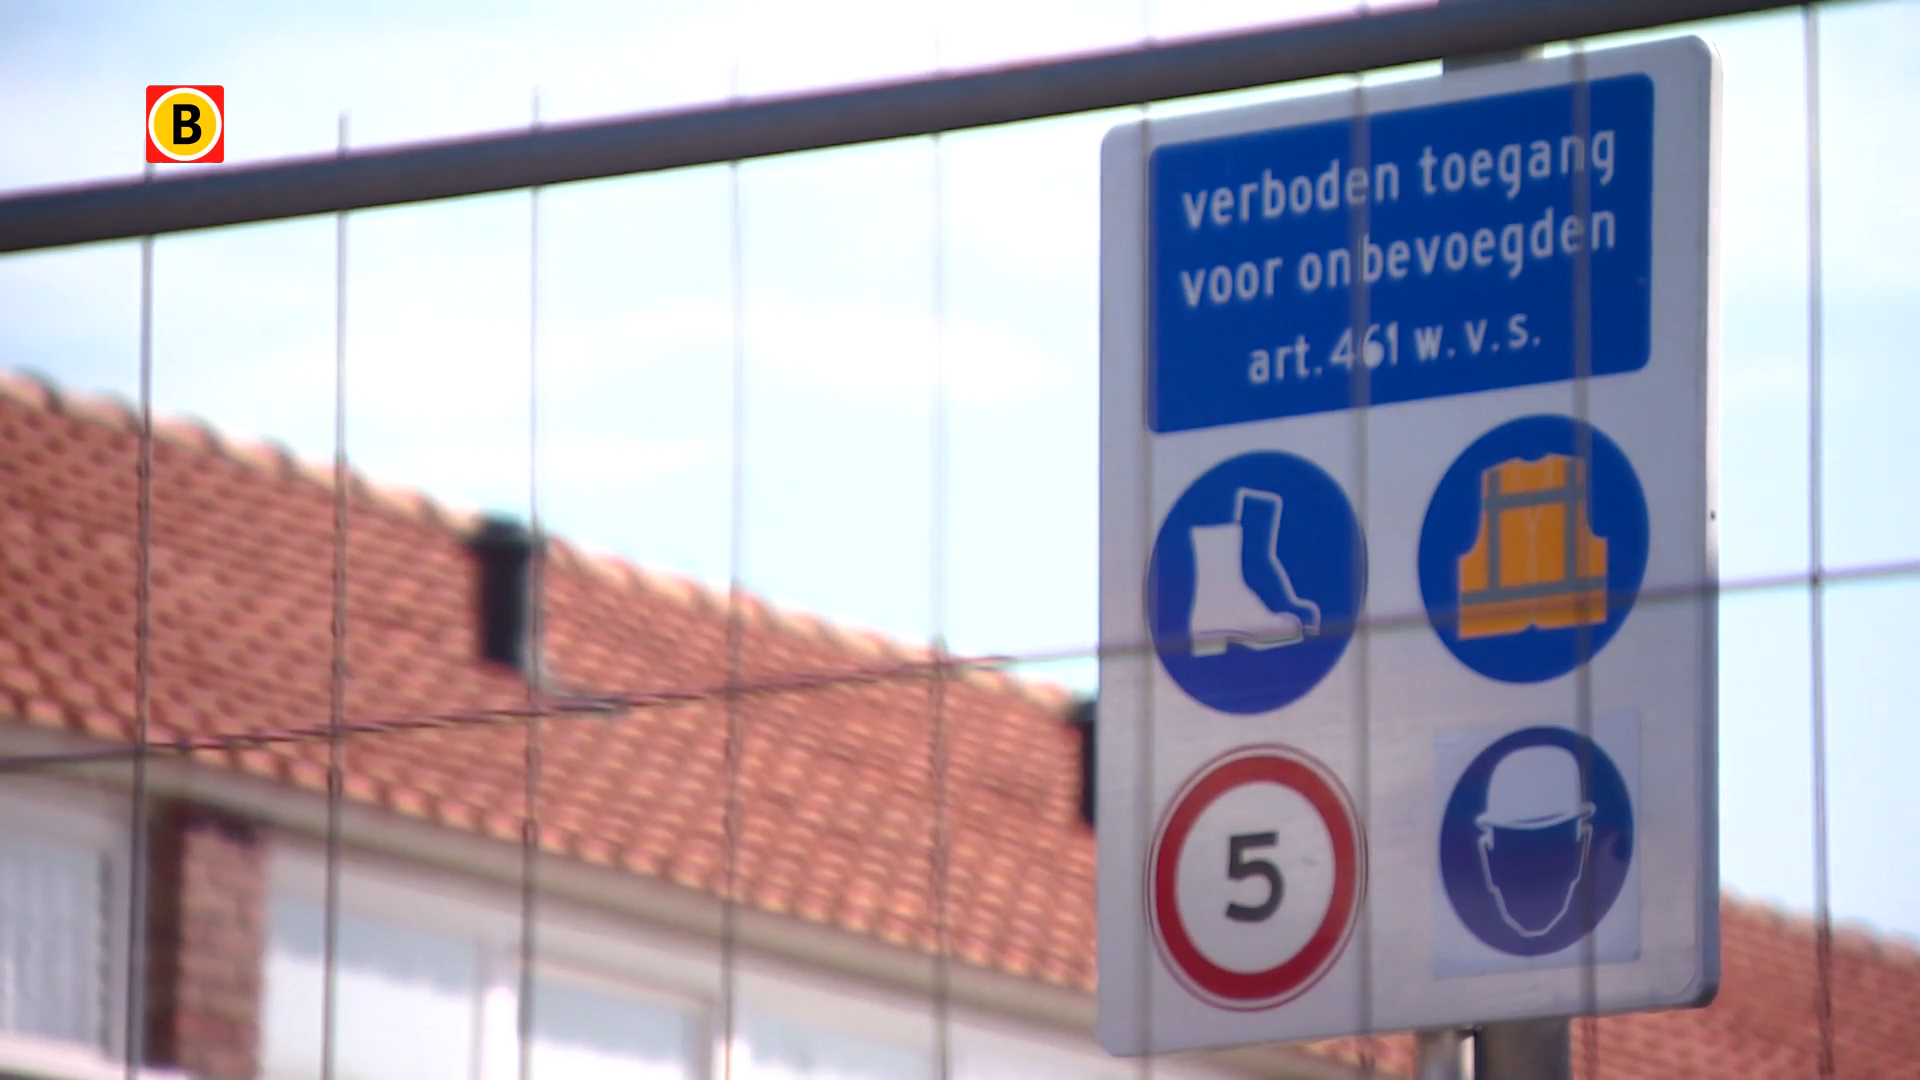 B
verboden toegang
voor onbevoegden
art. 461 w.v.s.
5